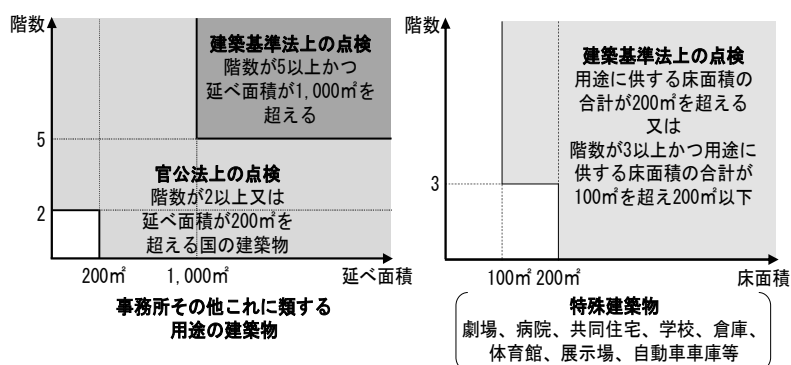 階数
建築基準法上の点検
階数が5以上かつ
延べ面積が1,000㎡を
超える
5
官公法上の点検
階数が2以上又は
延べ面積が200㎡を
超える国の建築物
2
200㎡
1,000㎡
延べ面積
事務所その他これに類する
用途の建築物
階数
建築基準法上の点検
用途に供する床面積の
合計が200㎡を超える
又は
階数が3以上かつ用途に
供する床面積の合計が
100㎡を超え200㎡以下
3
100㎡
200㎡
床面積
特殊建築物
劇場、病院、共同住宅、学校、倉庫、
体育館、展示場、自動車車庫等